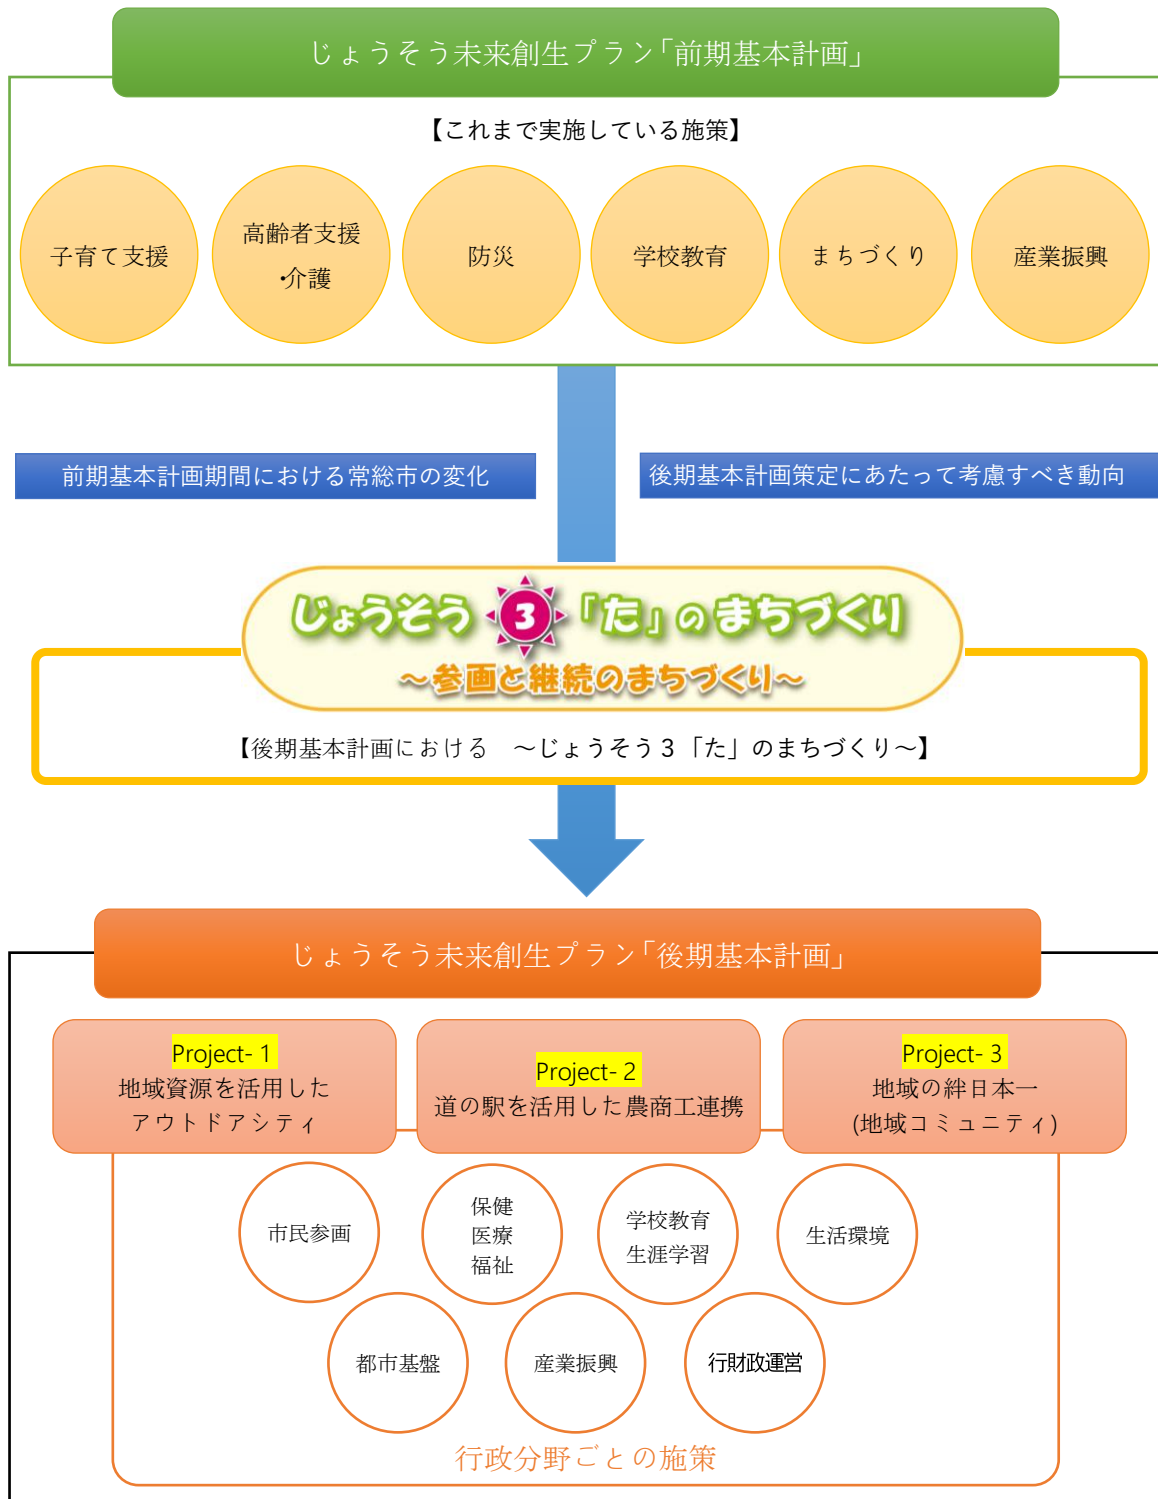 じょうそう未来創生プラン「前期基本計画」
【これまで実施している施策】
子育て支援
高齢者支援
・介護
防災
学校教育
まちづくり
産業振興
前期基本計画期間における常総市の変化
後期基本計画策定にあたって考慮すべき動向
じょうそう3「た」のまちづくり
～参画と継続のまちづくり～
【後期基本計画における　～じょうそう３「た」のまちづくり～】
じょうそう未来創生プラン「後期基本計画」
Project-1
地域資源を活用した
アウトドアシティ
Project-2
道の駅を活用した農商工連携
Project-3
地域の絆日本一
(地域コミュニティ)
市民参画
保健
医療
福祉
学校教育
生涯学習
生活環境
都市基盤
産業振興
行財政運営
行政分野ごとの施策